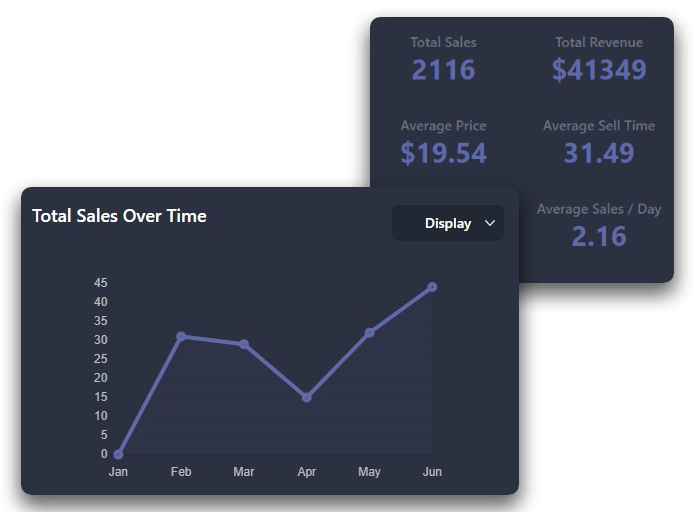 Total Sales
2116
Total Revenue
$41349
Average Price
$19.54
Average Sell Time
31.49
Average Sales / Day
2.16
Total Sales Over Time
Display
45
40
35
30
25
20
15
10
5
0
Jan Feb Mar Apr May Jun